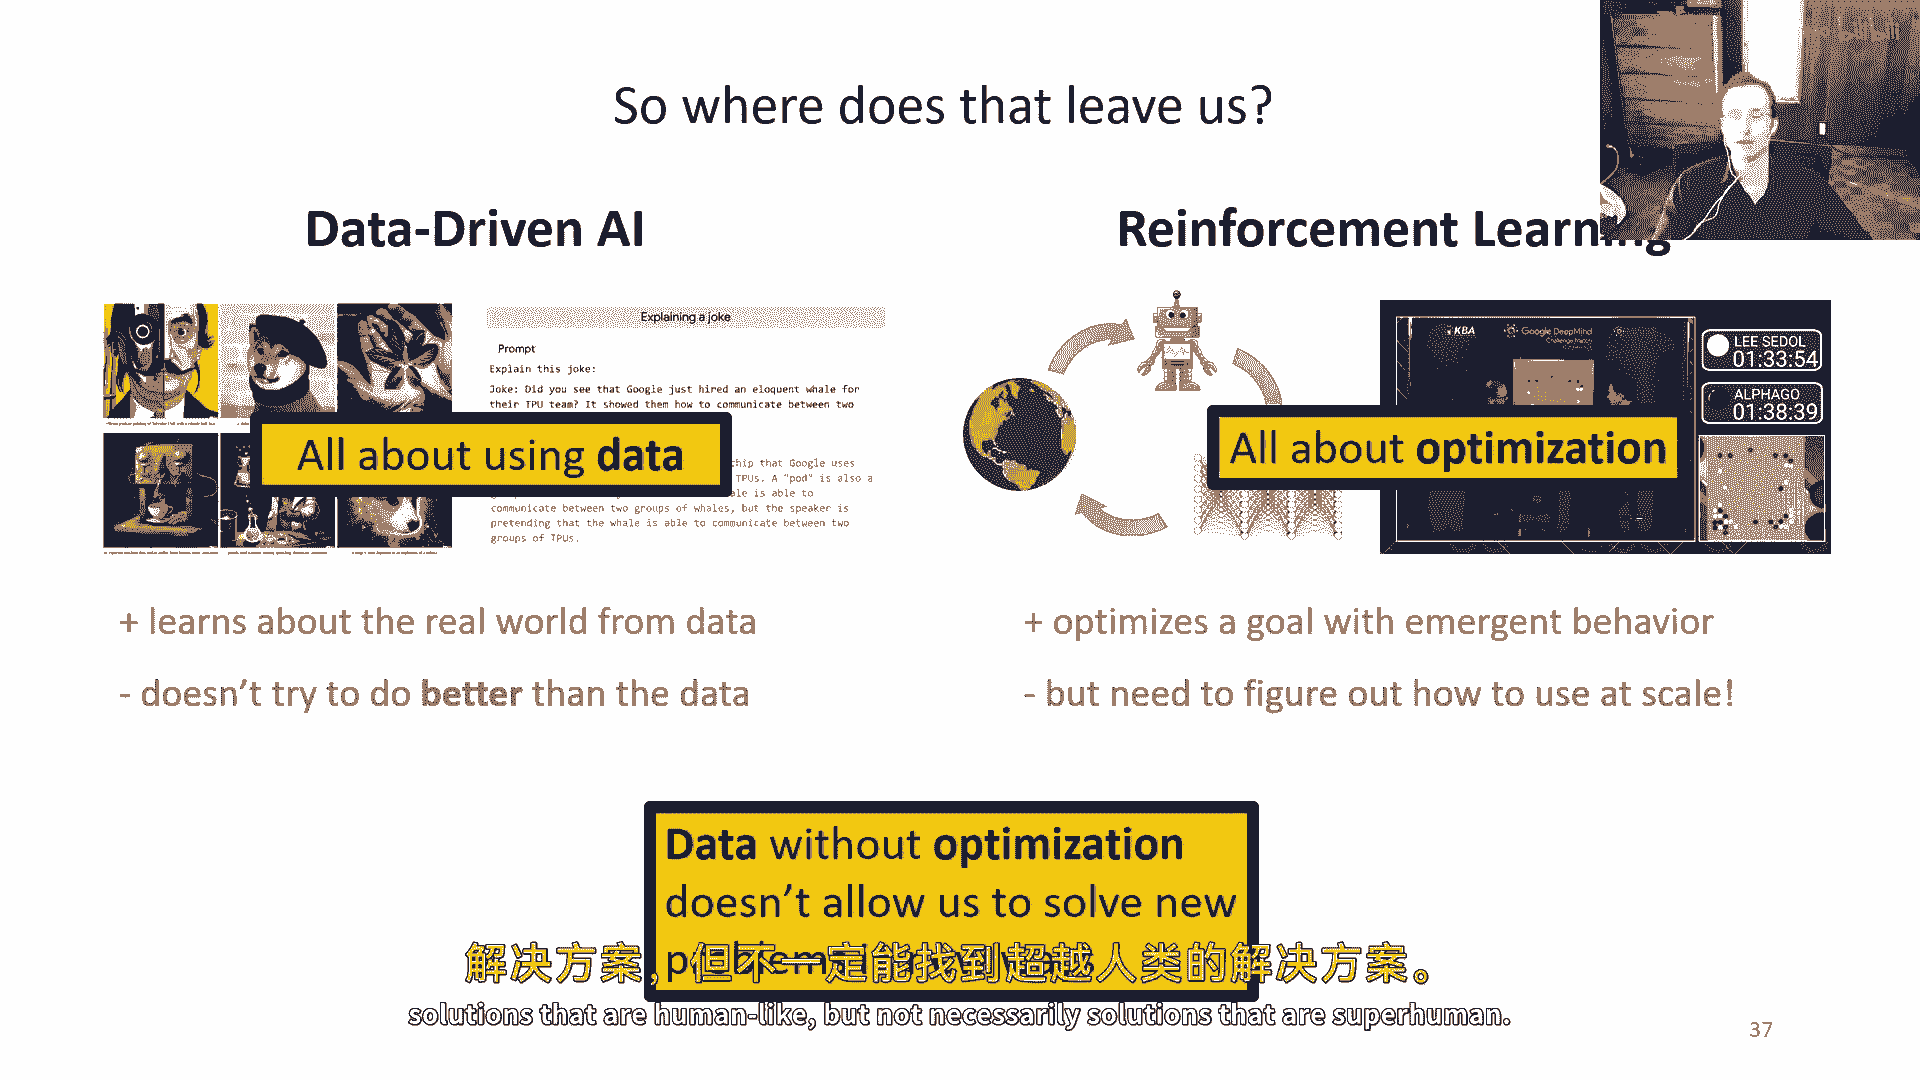 So where does that leave us?
Data-Driven AI
Reinforcement Learning
Explaining a joke
Prompt
Explain this joke:
Joke: Did you see that Google just hired an eloquent whale for
their TPU team? It showed them how to communicate between two
All about using data
chip that Google uses
TPUs. A "pod" is also a
is able to
communicate between two groups of whales, but the speaker is
pretending that the whale is able to communicate between two
groups of TPUs.
KBA
Google DeepMind
Challenge Match
LEE SEDOL
01:33:54
ALPHAGO
01:38:39
All about optimization
+ learns about the real world from data
- doesn't try to do better than the data
+ optimizes a goal with emergent behavior
- but need to figure out how to use at scale!
Data without optimization
doesn't allow us to solve new
解决方案，但不一定能找到超越人类的解决方案。
solutions that are human-like, but not necessarily solutions that are superhuman.
37